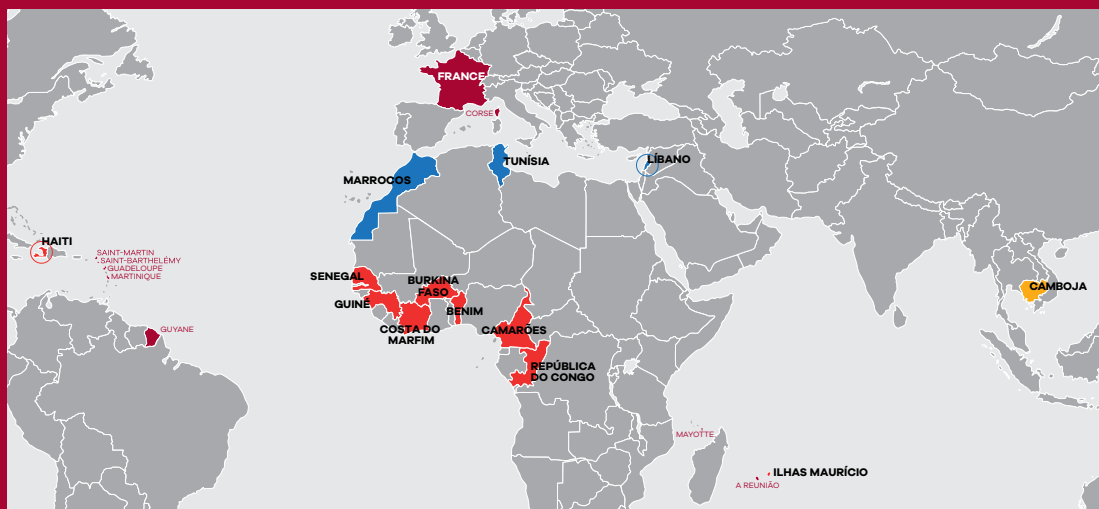 FRANCE
CORSE
TUNÍSIA
LÍBANO
MARROCOS
HAITI
SAINT-MARTIN
SAINT-BARTHÉLÉMY
GUADELOUPE
MARTINIQUE
SENEGAL
BURKINA
FASO
CAMBOJA
GUINÉ
BENIM
COSTA DO
MARFIM
CAMARÕES
GUYANE
REPÚBLICA
DO CONGO
MAYOTTE
ILHAS MAURÍCIO
A REUNIÃO